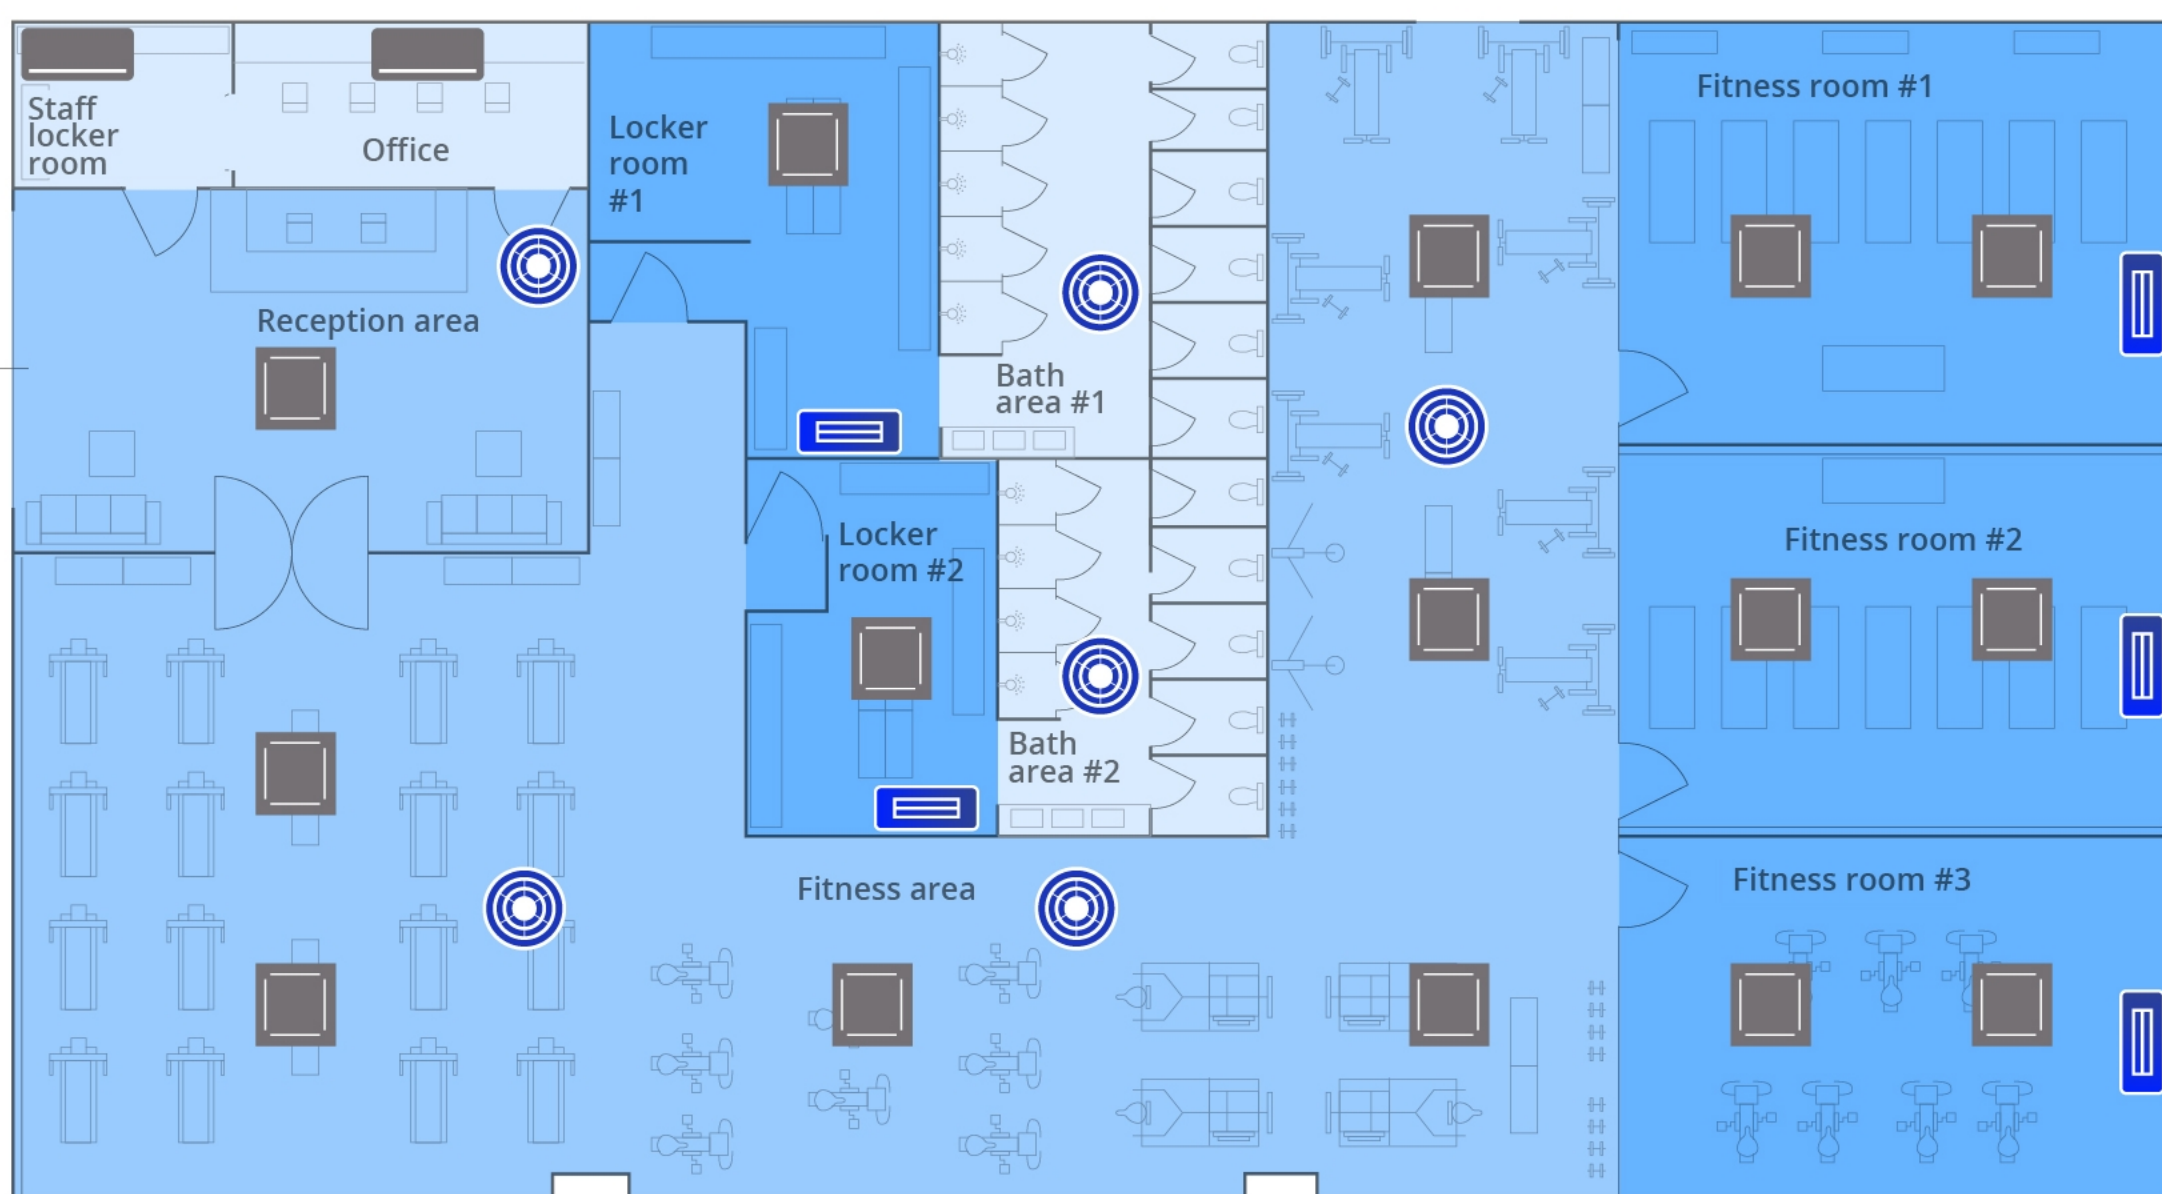 Staff
locker
room
Office
Locker
room
#1
Fitness room #1
Reception area
Bath
area #1
Locker
room #2
Fitness room #2
Bath
area #2
Fitness area
Fitness room #3